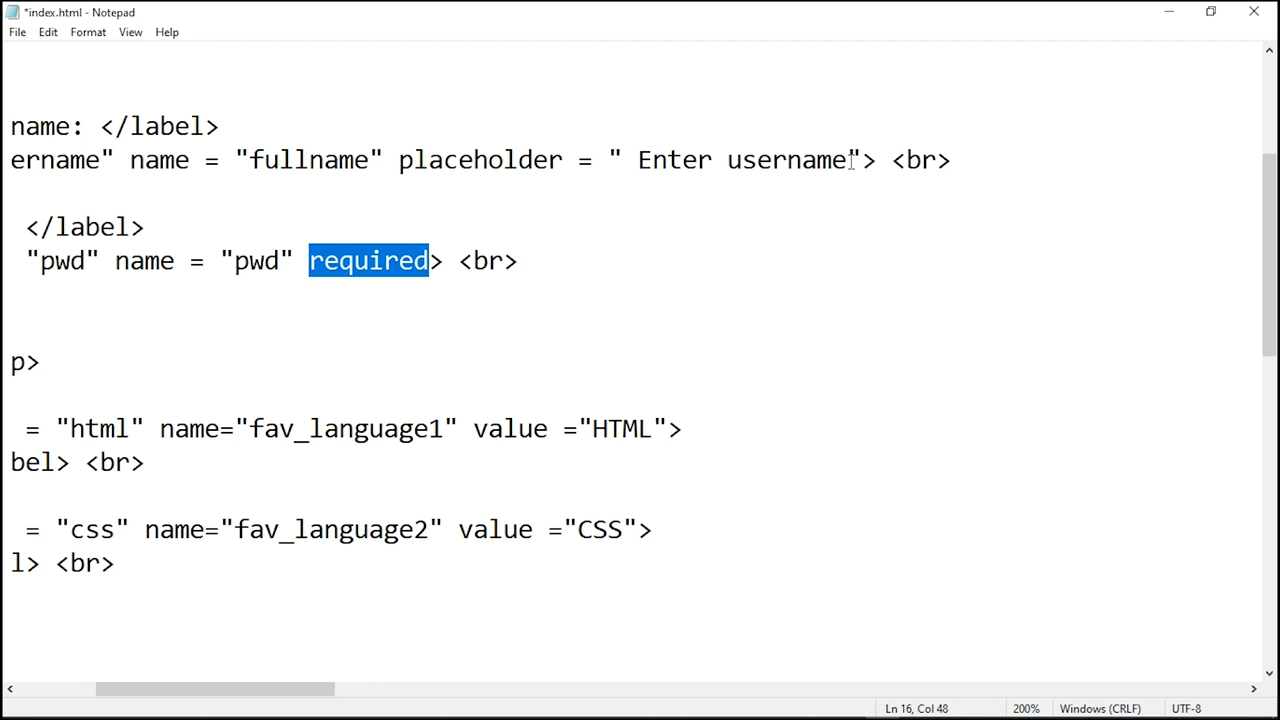 *index.html - Notepad
File Edit Format View Help
name: </label>
ername" name = "fullname" placeholder = " Enter username"> <br>
</label>
"pwd" name = "pwd" required> <br>
p>
= "html" name="fav_language1" value ="HTML">
bel> <br>
= "css" name="fav_language2" value ="CSS">
l> <br>
Ln 16, Col 48 200% Windows (CRLF) UTF-8